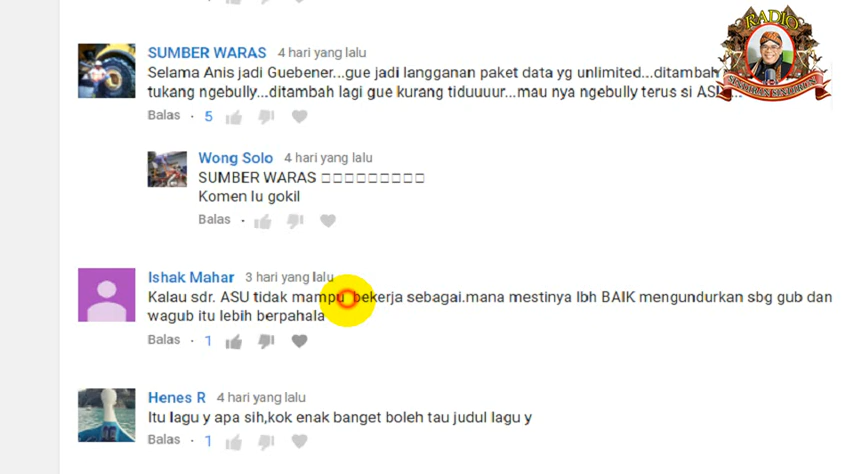 RADIO
SUMBER WARAS 4 hari yang lalu
Selama Anis jadi Guebener...gue jadi langganan paket data yg unlimited...ditambah
tukang ngebully...ditambah lagi gue kurang tiduuuur...mau nya ngebully terus si
Balas · 5
Wong Solo 4 hari yang lalu
SUMBER WARAS □□□□□□□□□
Komen lu gokil
Balas ·
Ishak Mahar 3 hari yang lalu
Kalau sdr. ASU tidak mampu bekerja sebagai.mana mestinya lbh BAIK mengundurkan sbg gub dan
wagub itu lebih berpahala
Balas · 1
Henes R 4 hari yang lalu
Itu lagu y apa sih,kok enak banget boleh tau judul lagu y
Balas · 1